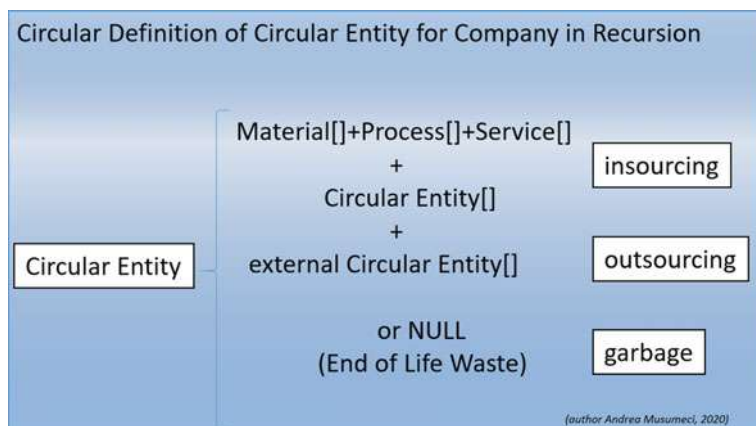 Circular Definition of Circular Entity for Company in Recursion
Material[]+Process[]+Service[]
+
insourcing
Circular Entity[]
+
Circular Entity
external Circular Entity[]
outsourcing
or NULL
(End of Life Waste)
garbage
(author Andrea Musumeci, 2020)